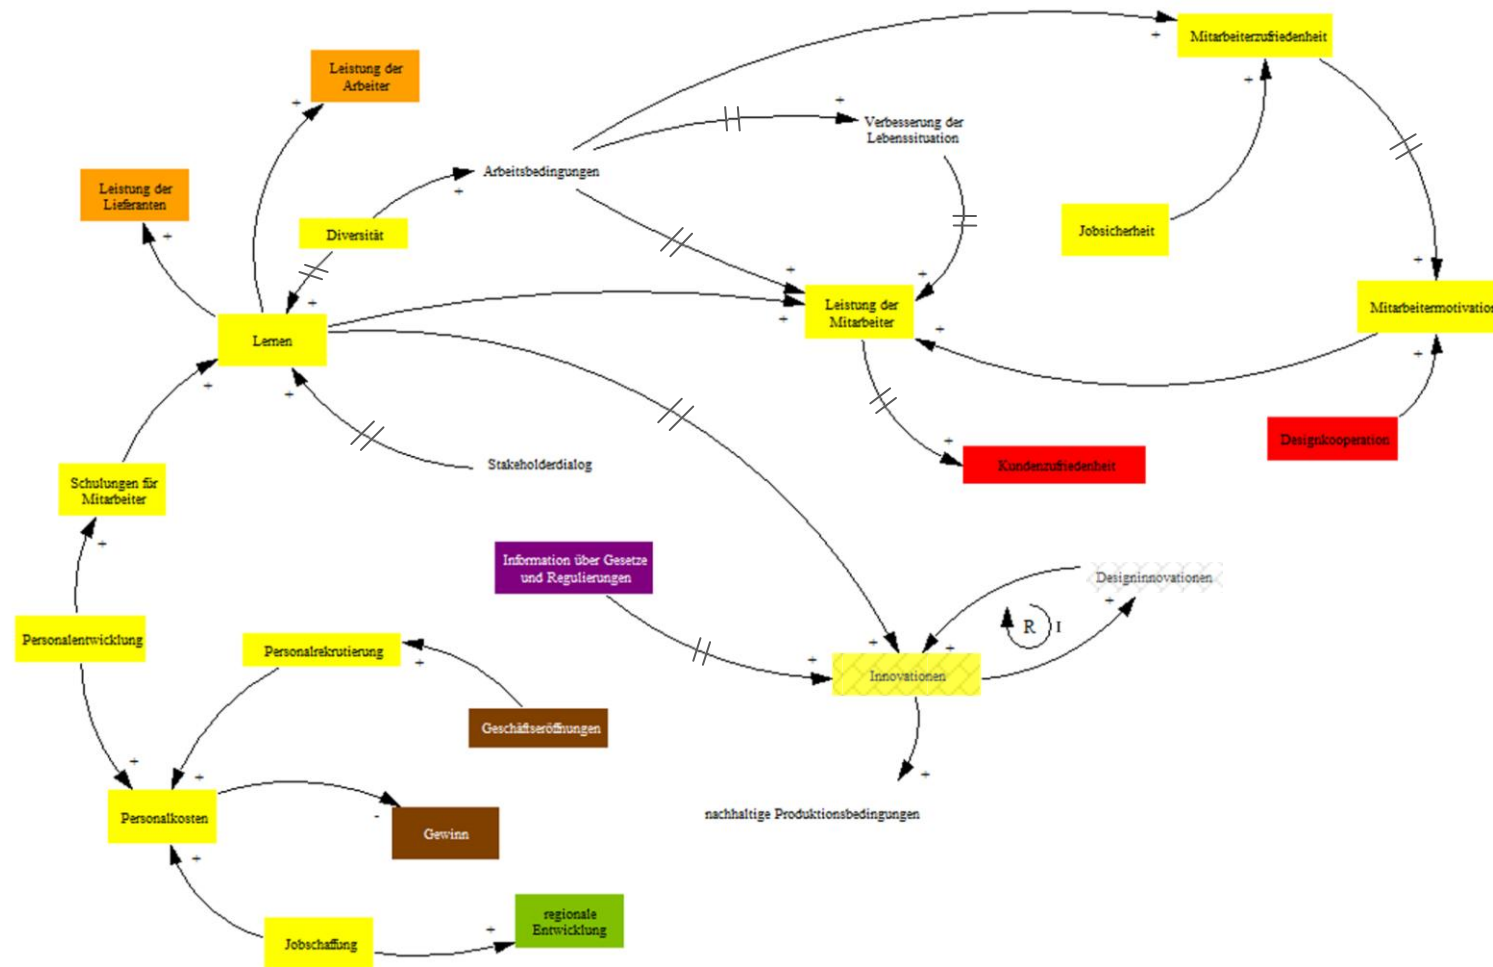 Mitarbeiterzufriedenheit
+
+
Leistung der
Arbeiter
+
+
Verbesserung der
Lebenssituation
Arbeitsbedingungen
+
Leistung der
Lieferanten
+
Diversität
Jobsicherheit
+
+
+
+
Leistung der
Mitarbeiter
+
+
Mitarbeitermotivation
+
Lernen
+
+
Designkooperation
+
Kundenzufriedenheit
Stakeholderdialog
Schulungen für
Mitarbeiter
+
Information über Gesetze
und Regulierungen
Designinnovationen
+
R
I
Personalentwicklung
Personalrekrutierung
+
+
+
+
Innovationen
Geschäftseröffnungen
+
+
+
Personalkosten
-
Gewinn
nachhaltige Produktionsbedingungen
+
regionale
Entwicklung
+
Jobschaffung